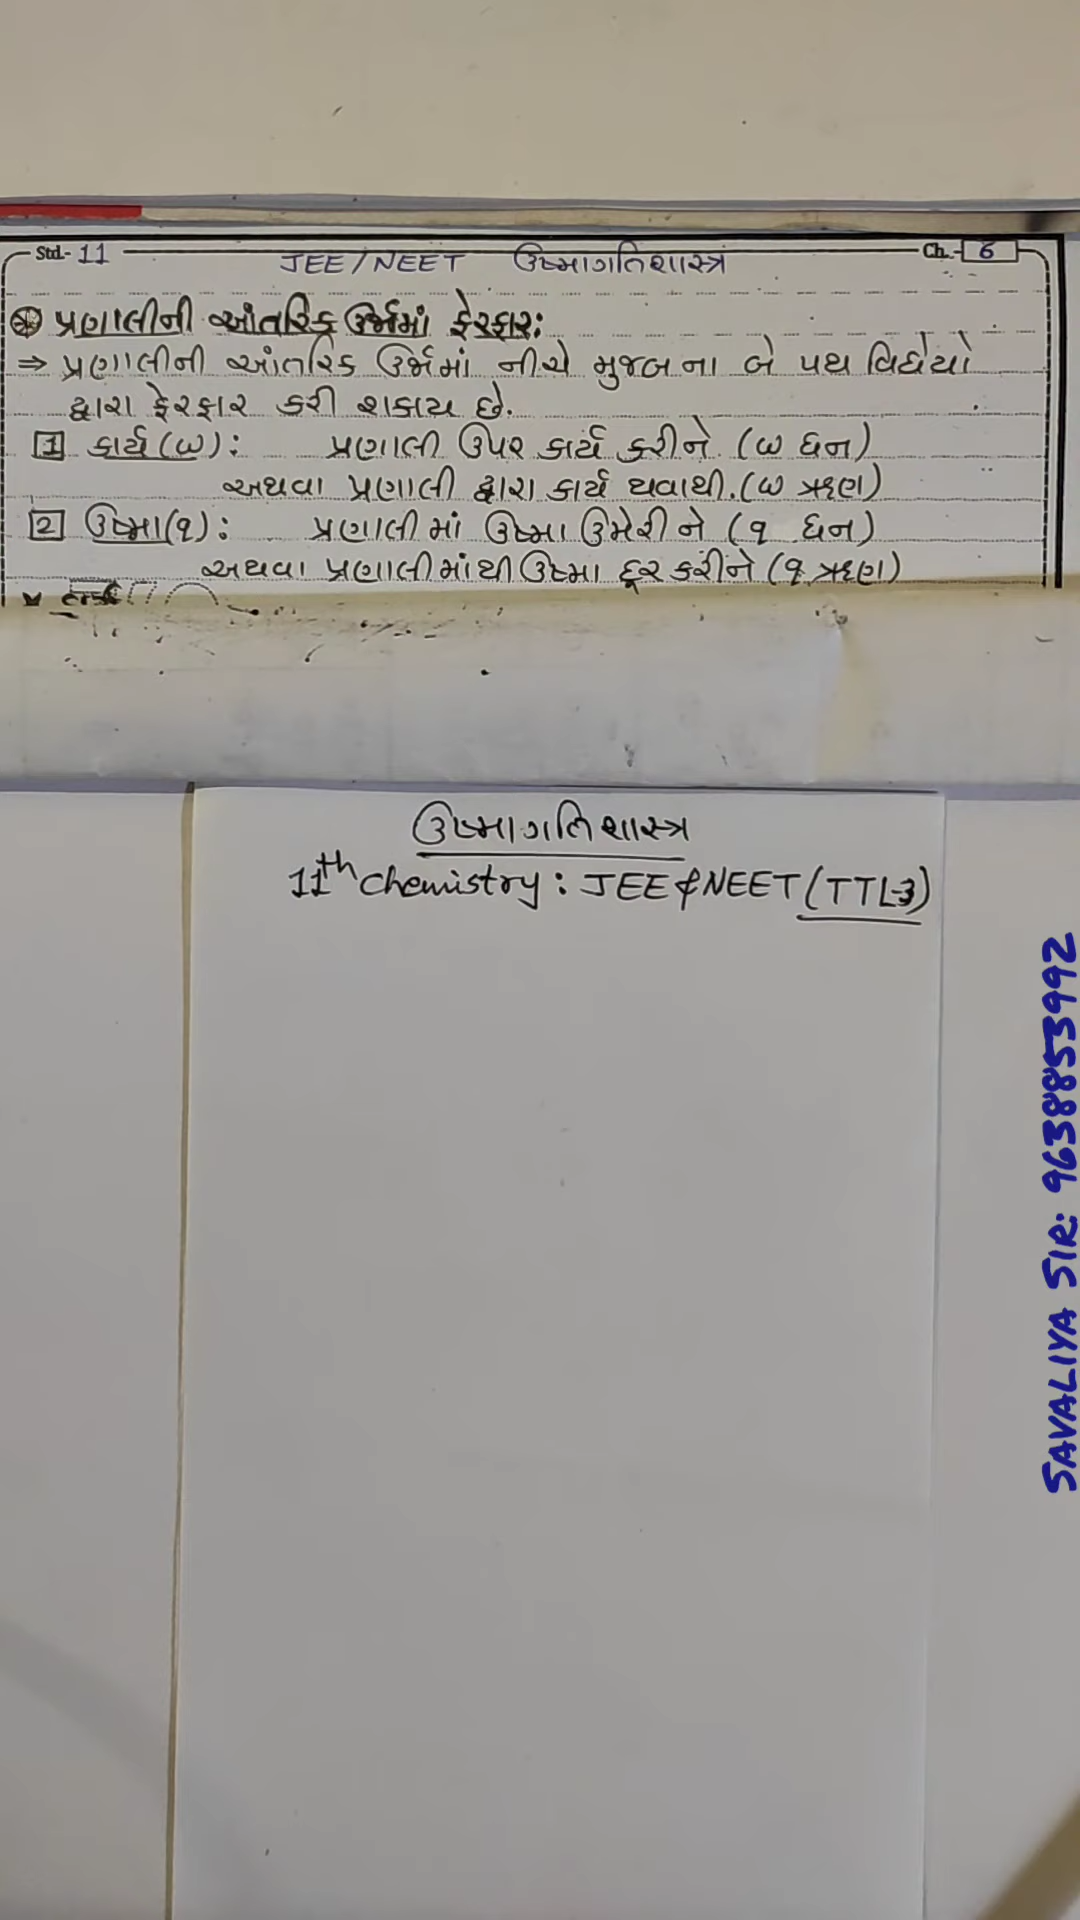 Std.- 11 JEE/NEET ઉષ્માગતિશાસ્ત્ર Ch.- 6
પ્રણાલીની આંતરિક ઉર્જામાં ફેરફાર:
⇒ પ્રણાલીની આંતરિક ઉર્જામાં નીચે મુજબના બે પથ વિધેયો
દ્વારા ફેરફાર કરી શકાય છે.
1 કાર્ય(w): પ્રણાલી ઉપર કાર્ય કરીને (w ધન)
અથવા પ્રણાલી દ્વારા કાર્ય થવાથી.(w ઋણ)
2 ઉષ્મા(q): પ્રણાલીમાં ઉષ્મા ઉમેરીને (q ધન)
અથવા પ્રણાલીમાંથી ઉષ્મા દૂર કરીને (q ઋણ)
ઉષ્માગતિશાસ્ત્ર
11th Chemistry: JEE & NEET (TTL-3)
SAVALIYA SIR: 9638853992